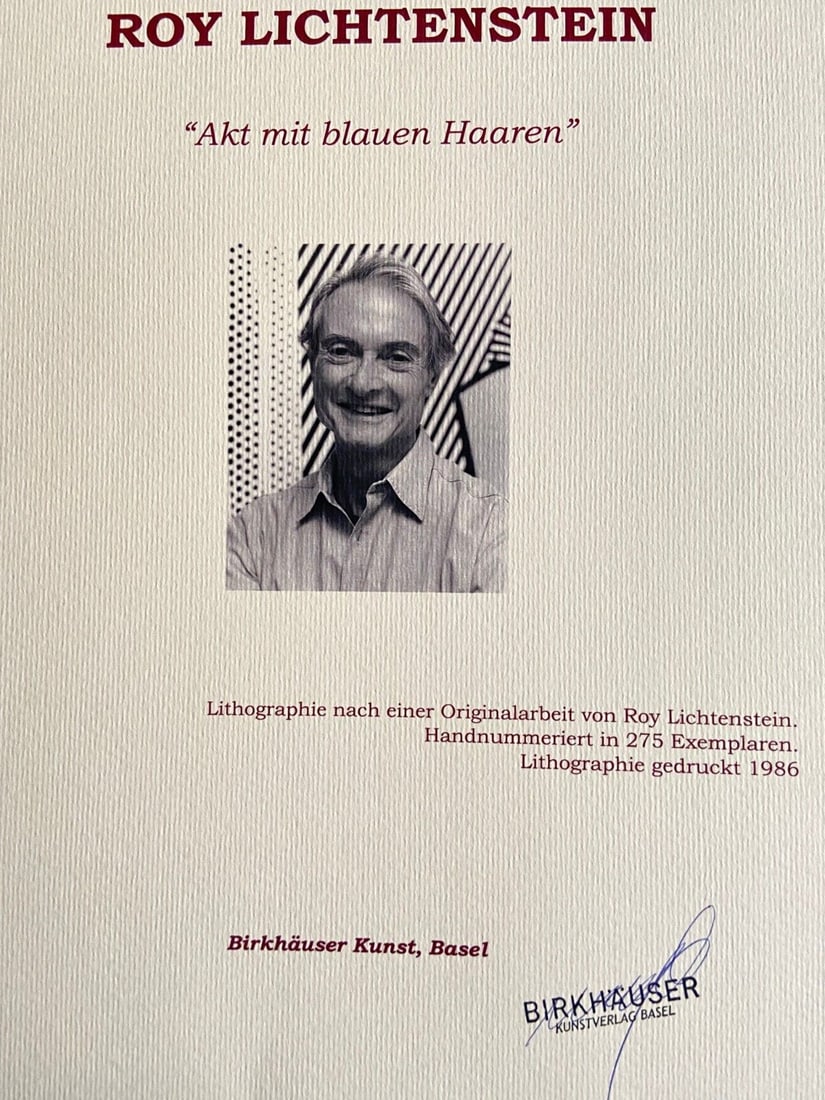 ROY LICHTENSTEIN
“Akt mit blauen Haaren”
Lithographie nach einer Originalarbeit von Roy Lichtenstein.
Handnummeriert in 275 Exemplaren.
Lithographie gedruckt 1986
Birkhäuser Kunst, Basel
BIRKHÄUSER
KUNSTVERLAG BASEL